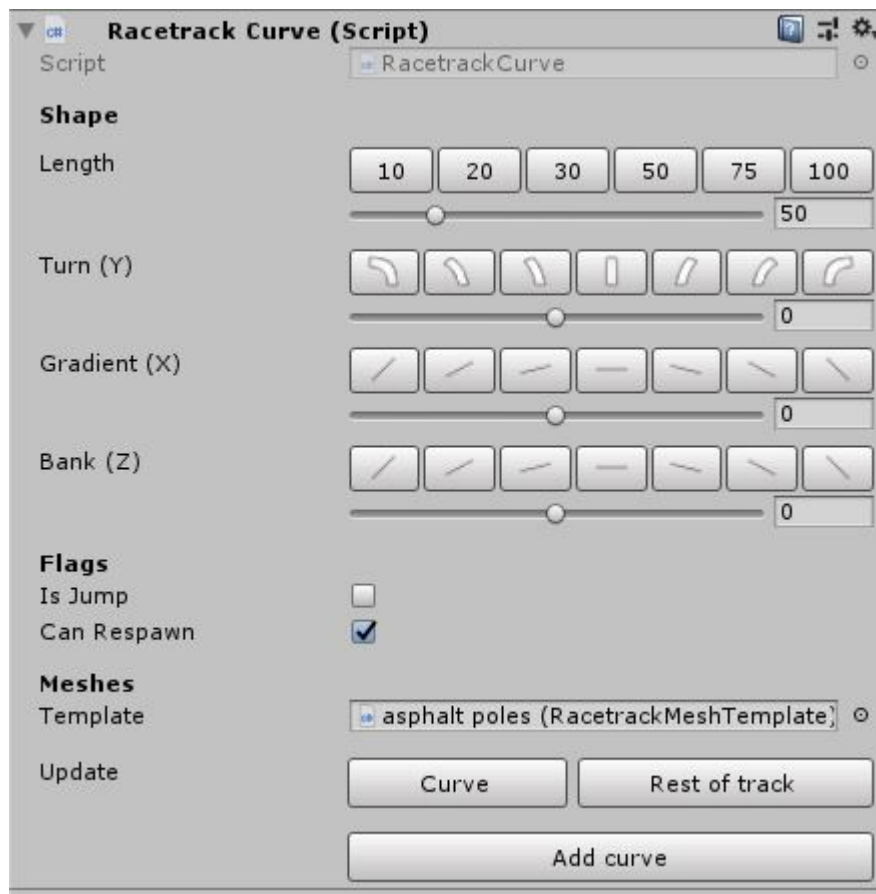 Racetrack Curve (Script)
Script RacetrackCurve
Shape
Length 10 20 30 50 75 100
50
Turn (Y)
0
Gradient (X)
0
Bank (Z)
0
Flags
Is Jump
Can Respawn
Meshes
Template asphalt poles (RacetrackMeshTemplate)
Update Curve Rest of track
Add curve